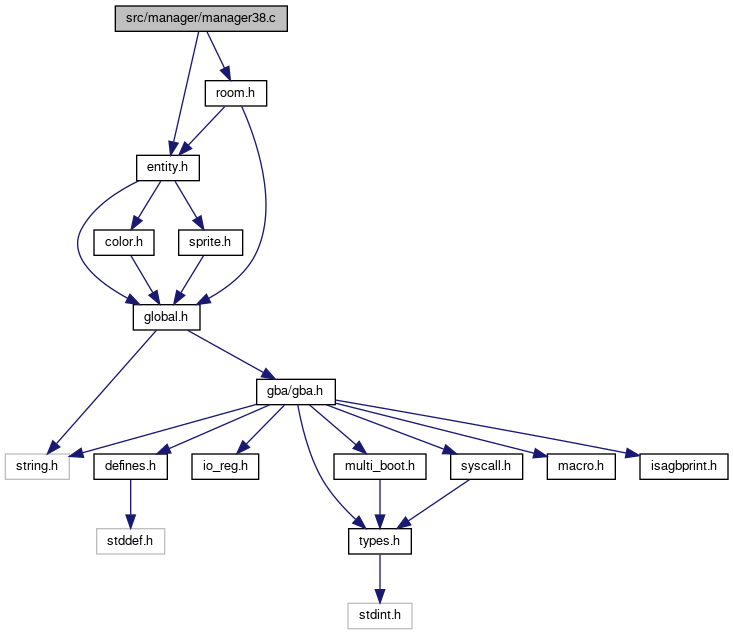 src/manager/manager38.c
room.h
entity.h
color.h
sprite.h
global.h
gba/gba.h
string.h
defines.h
io_reg.h
multi_boot.h
syscall.h
macro.h
isagbprint.h
stddef.h
types.h
stdint.h